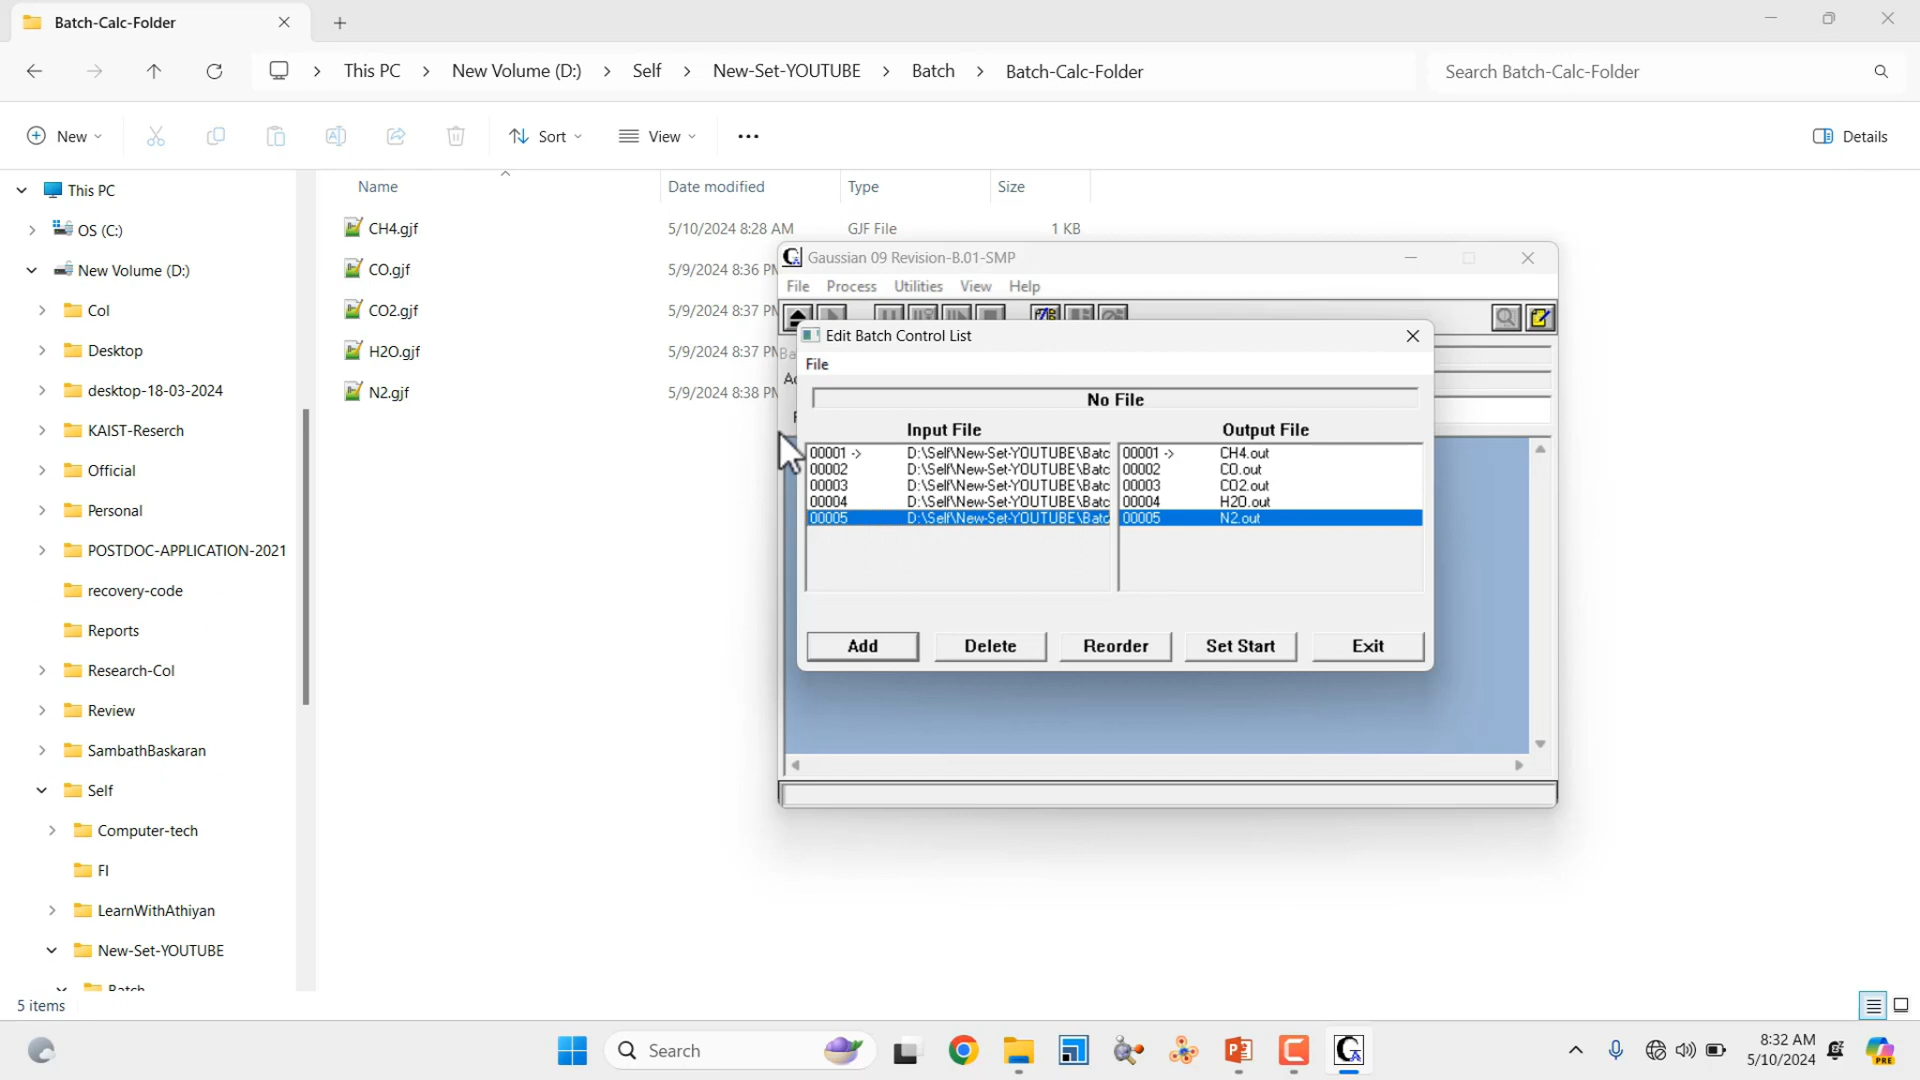 Batch-Calc-Folder
This PC > New Volume (D:) > Self > New-Set-YOUTUBE > Batch > Batch-Calc-Folder
Search Batch-Calc-Folder
New
Sort
View
Details
This PC
OS (C:)
New Volume (D:)
Col
Desktop
desktop-18-03-2024
KAIST-Reserch
Official
Personal
POSTDOC-APPLICATION-2021
recovery-code
Reports
Research-Col
Review
SambathBaskaran
Self
Computer-tech
FI
LearnWithAthiyan
New-Set-YOUTUBE
Batch
5 items
Name Date modified Type Size
CH4.gjf 5/10/2024 8:28 AM GJF File 1 KB
CO.gjf 5/9/2024 8:36 PM
CO2.gjf 5/9/2024 8:37 PM
H2O.gjf 5/9/2024 8:37 PM
N2.gjf 5/9/2024 8:38 PM
Gaussian 09 Revision-B.01-SMP
File Process Utilities View Help
Edit Batch Control List
File
No File
Input File Output File
00001 -> D:\Self\New-Set-YOUTUBE\Batc 00001 -> CH4.out
00002 D:\Self\New-Set-YOUTUBE\Batc 00002 CO.out
00003 D:\Self\New-Set-YOUTUBE\Batc 00003 CO2.out
00004 D:\Self\New-Set-YOUTUBE\Batc 00004 H2O.out
00005 D:\Self\New-Set-YOUTUBE\Batc 00005 N2.out
Add Delete Reorder Set Start Exit
Search
8:32 AM
5/10/2024
PRE